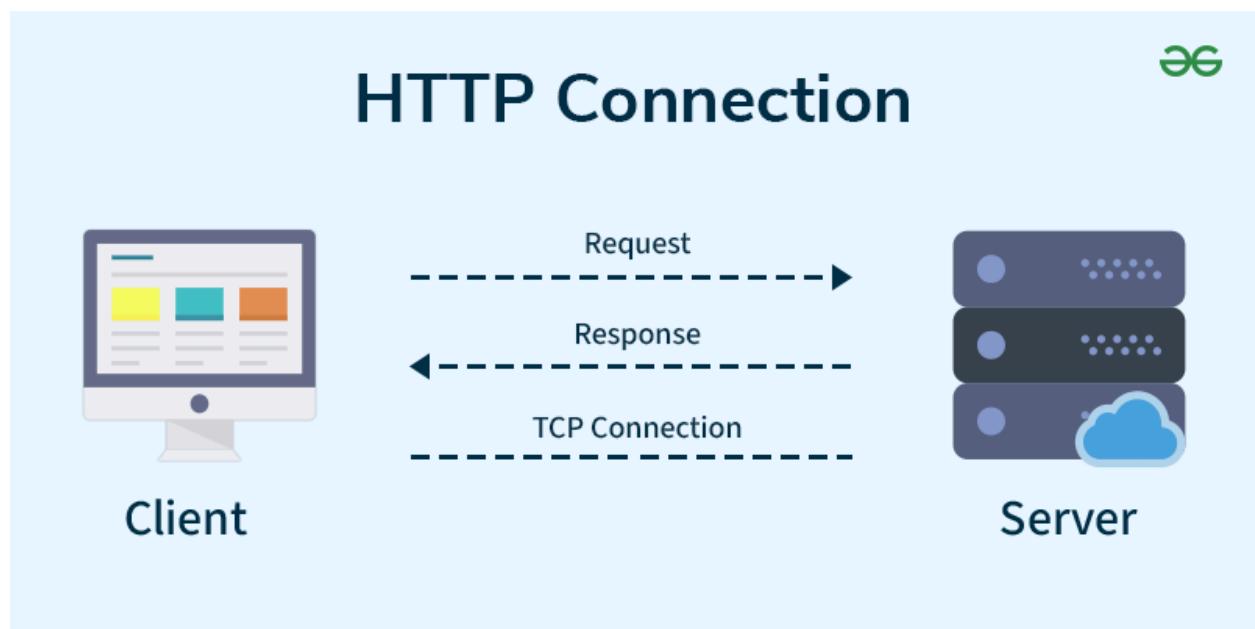 HTTP Connection
Request
Response
TCP Connection
Client
Server